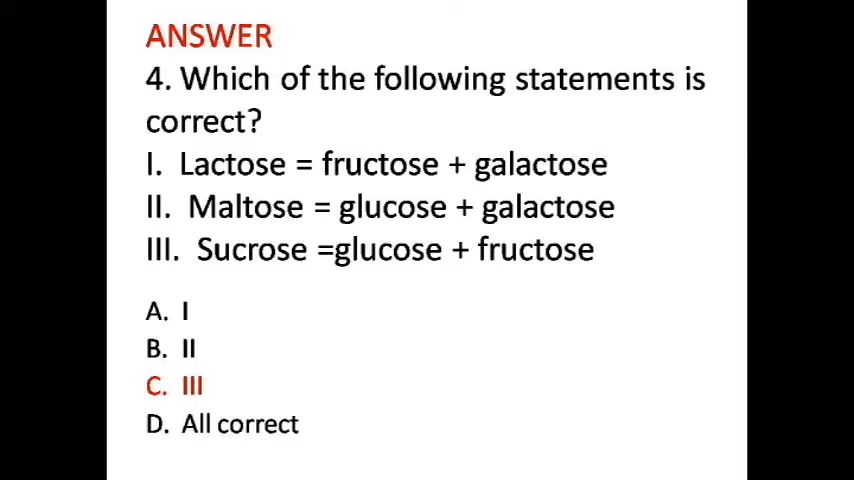 ANSWER
4. Which of the following statements is
correct?
I.  Lactose = fructose + galactose
II.  Maltose = glucose + galactose
III.  Sucrose =glucose + fructose
A.  I
B.  II
C.  III
D.  All correct